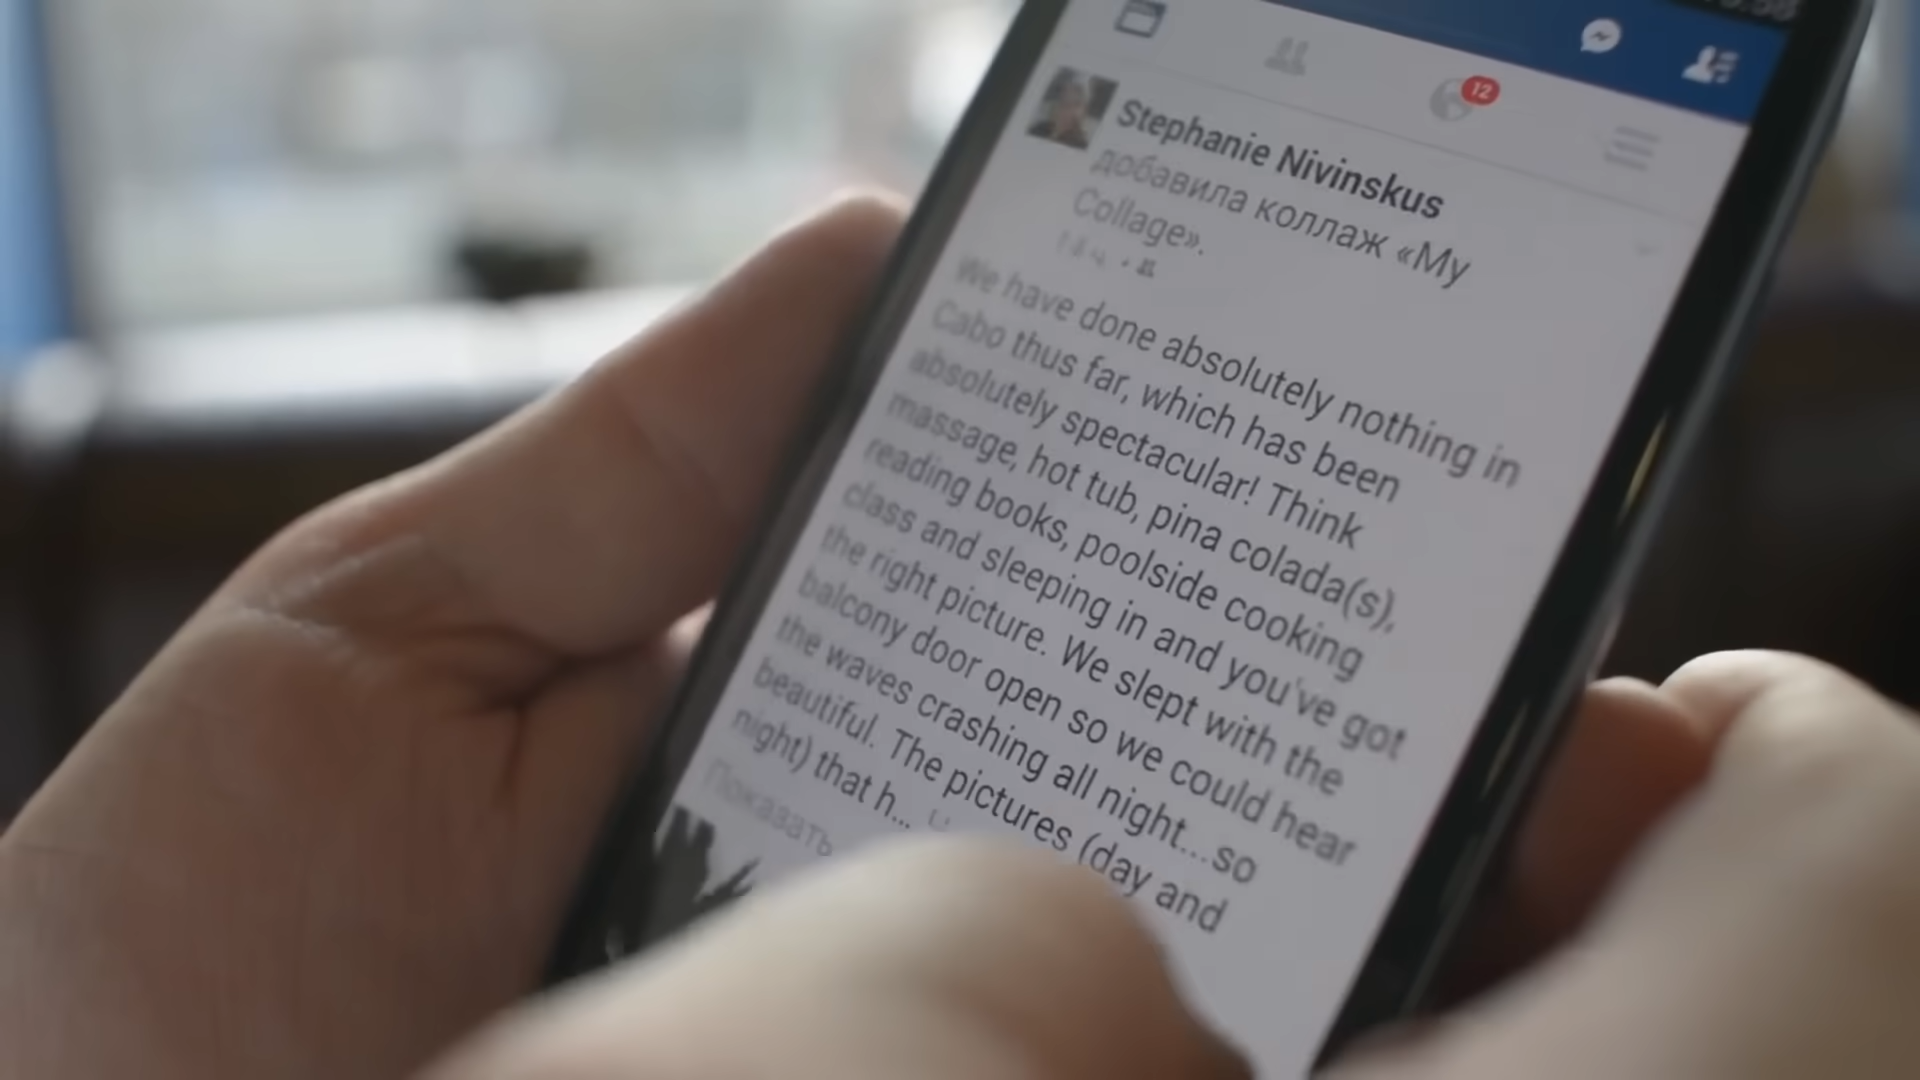 12
Stephanie Nivinskus
добавила коллаж «My
Collage».
We have done absolutely nothing in
Cabo thus far, which has been
absolutely spectacular! Think
massage, hot tub, pina colada(s),
reading books, poolside cooking
class and sleeping in and you've got
the right picture. We slept with the
balcony door open so we could hear
the waves crashing all night...so
beautiful. The pictures (day and
night) that h...
Показать